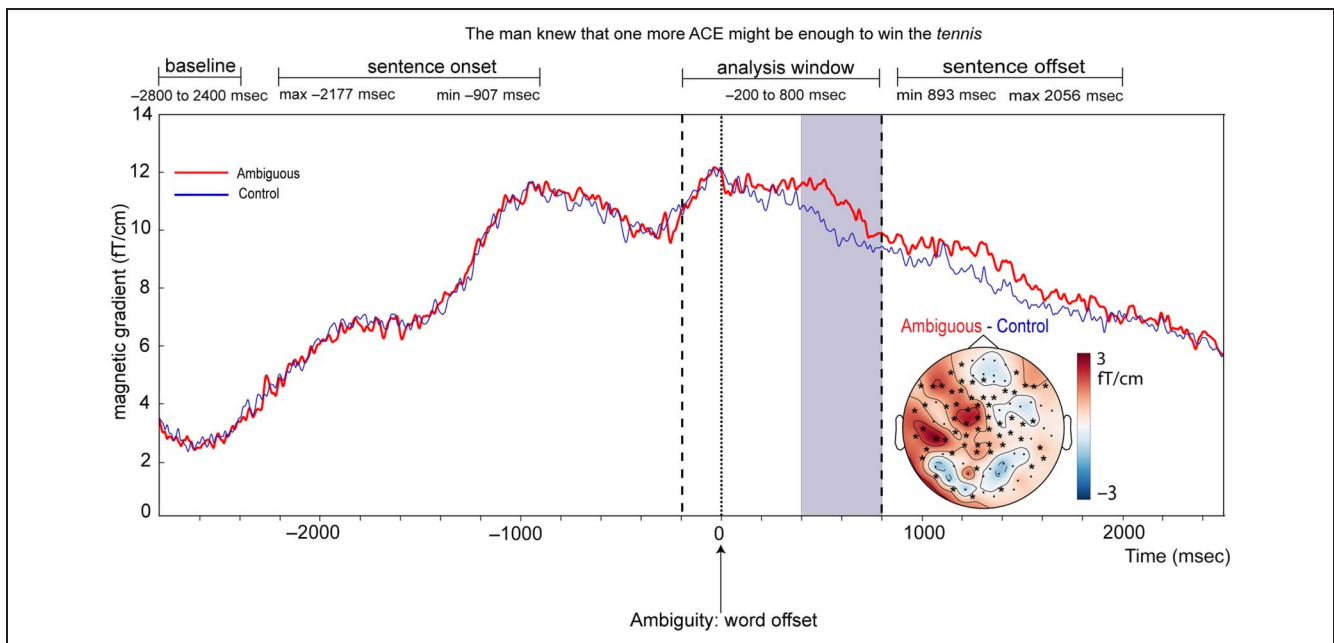 The man knew that one more ACE might be enough to win the tennis
baseline sentence onset analysis window sentence offset
–2800 to 2400 msec max –2177 msec min –907 msec –200 to 800 msec min 893 msec max 2056 msec
14
12
10
8
6
4
2
0
magnetic gradient (fT/cm)
Ambiguous
Control
Ambiguous - Control
3
fT/cm
–3
–2000 –1000 0 1000 2000
Time (msec)
Ambiguity: word offset